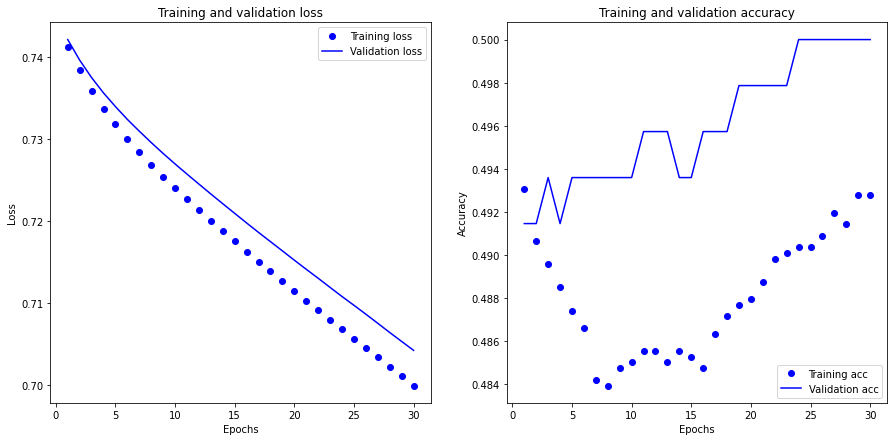 Training and validation loss
Training loss
Validation loss
0.74
0.73
0.72
0.71
0.70
Loss
0
5
10
15
20
25
30
Epochs
Training and validation accuracy
0.500
0.498
0.496
0.494
0.492
0.490
0.488
0.486
0.484
Accuracy
Training acc
Validation acc
0
5
10
15
20
25
30
Epochs